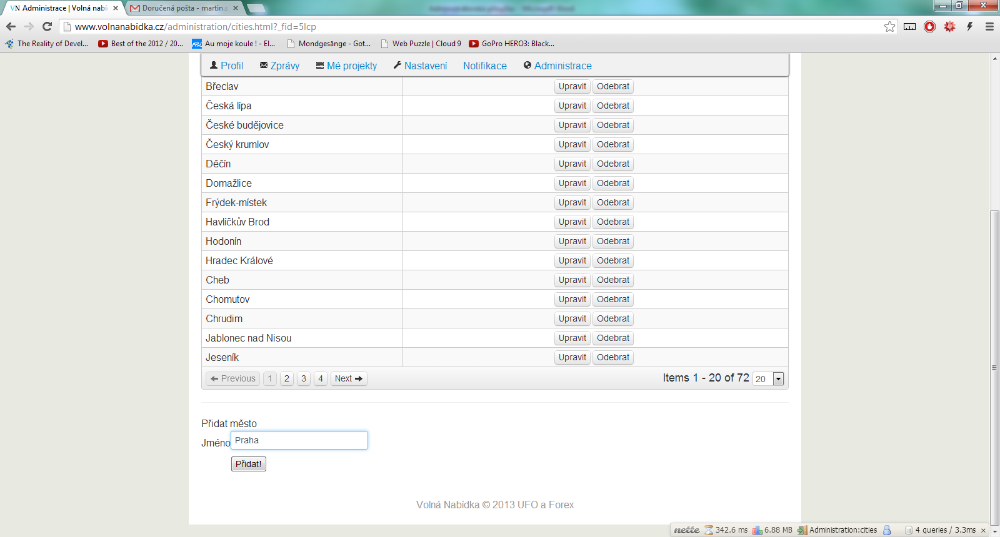 VN Administrace | Volná nabí
Doručená pošta - martin.s
www.volnanabidka.cz/administration/cities.html?_fid=5lcp
The Reality of Devel...
Best of the 2012 / 20...
Au moje koule ! - El...
Mondgesänge - Got...
Web Puzzle | Cloud 9
GoPro HERO3: Black...
Profil
Zprávy
Mé projekty
Nastavení
Notifikace
Administrace
Břeclav Upravit Odebrat
Česká lípa Upravit Odebrat
České budějovice Upravit Odebrat
Český krumlov Upravit Odebrat
Děčín Upravit Odebrat
Domažlice Upravit Odebrat
Frýdek-místek Upravit Odebrat
Havlíčkův Brod Upravit Odebrat
Hodonín Upravit Odebrat
Hradec Králové Upravit Odebrat
Cheb Upravit Odebrat
Chomutov Upravit Odebrat
Chrudim Upravit Odebrat
Jablonec nad Nisou Upravit Odebrat
Jeseník Upravit Odebrat
Previous 1 2 3 4 Next Items 1 - 20 of 72 20
Přidat město
Jméno Praha
Přidat!
Volná Nabídka © 2013 UFO a Forex
nette 342.6 ms 6.88 MB Administration:cities 4 queries / 3.3ms ×